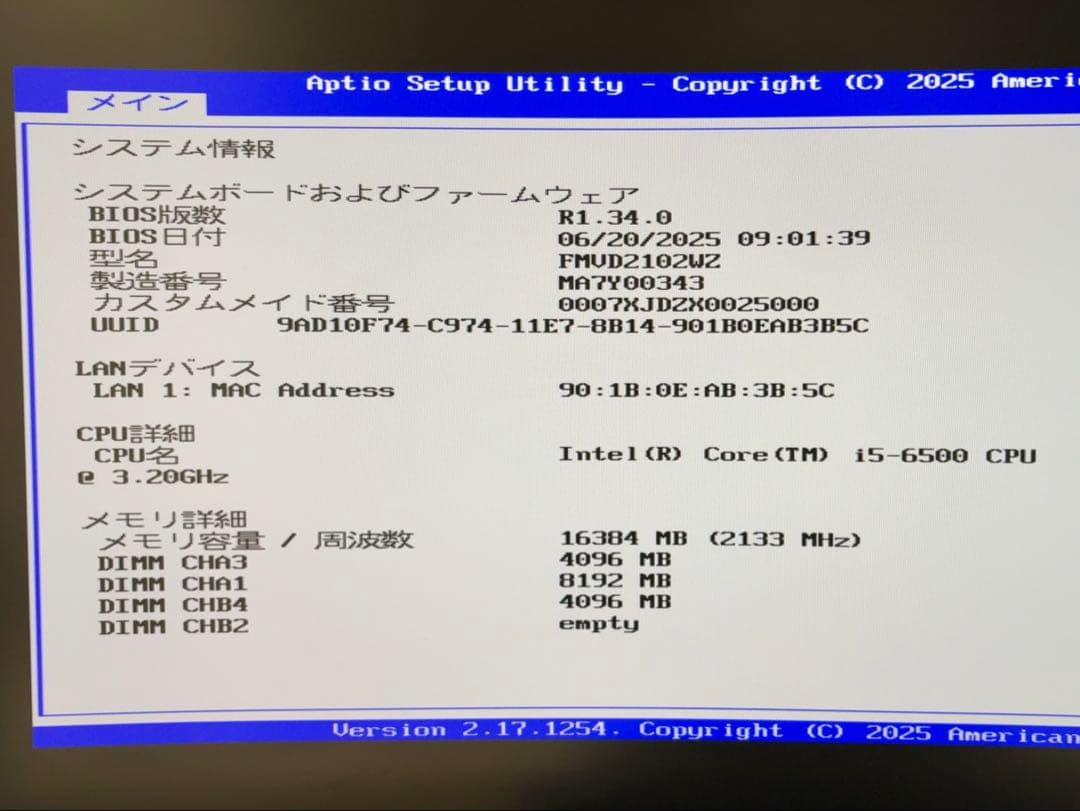 Aptio Setup Utility - Copyright (C) 2025 Ameri
メイン
システム情報
システムボードおよびファームウェア
BIOS版数 R1.34.0
BIOS日付 06/20/2025 09:01:39
型名 FMVD2102WZ
製造番号 MA7Y00343
カスタムメイド番号 0007XJDZX0025000
UUID 9AD10F74-C974-11E7-8B14-901B0EAB3B5C
LANデバイス
LAN 1: MAC Address 90:1B:0E:AB:3B:5C
CPU詳細
CPU名 Intel(R) Core(TM) i5-6500 CPU
@ 3.20GHz
メモリ詳細
メモリ容量 / 周波数 16384 MB (2133 MHz)
DIMM CHA3 4096 MB
DIMM CHA1 8192 MB
DIMM CHB4 4096 MB
DIMM CHB2 empty
Version 2.17.1254. Copyright (C) 2025 American